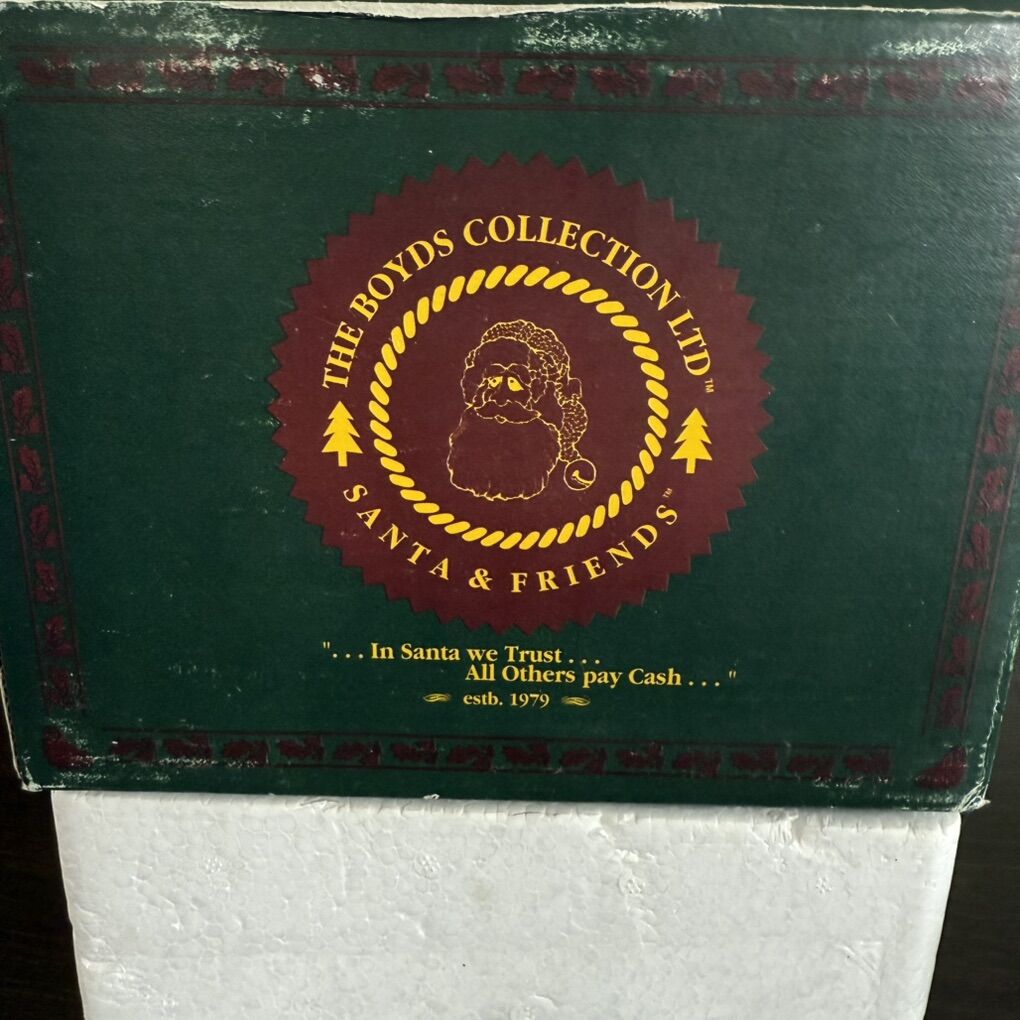 THE BOYDS COLLECTION LTD™
SANTA & FRIENDS™
"... In Santa we Trust ...
All Others pay Cash ... "
estb. 1979